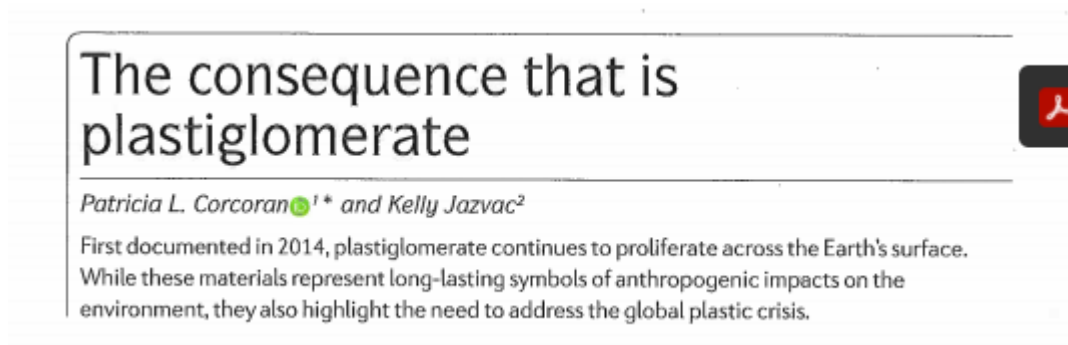 The consequence that is
plastiglomerate
Patricia L. Corcoran¹* and Kelly Jazvac²
First documented in 2014, plastiglomerate continues to proliferate across the Earth's surface.
While these materials represent long-lasting symbols of anthropogenic impacts on the
environment, they also highlight the need to address the global plastic crisis.